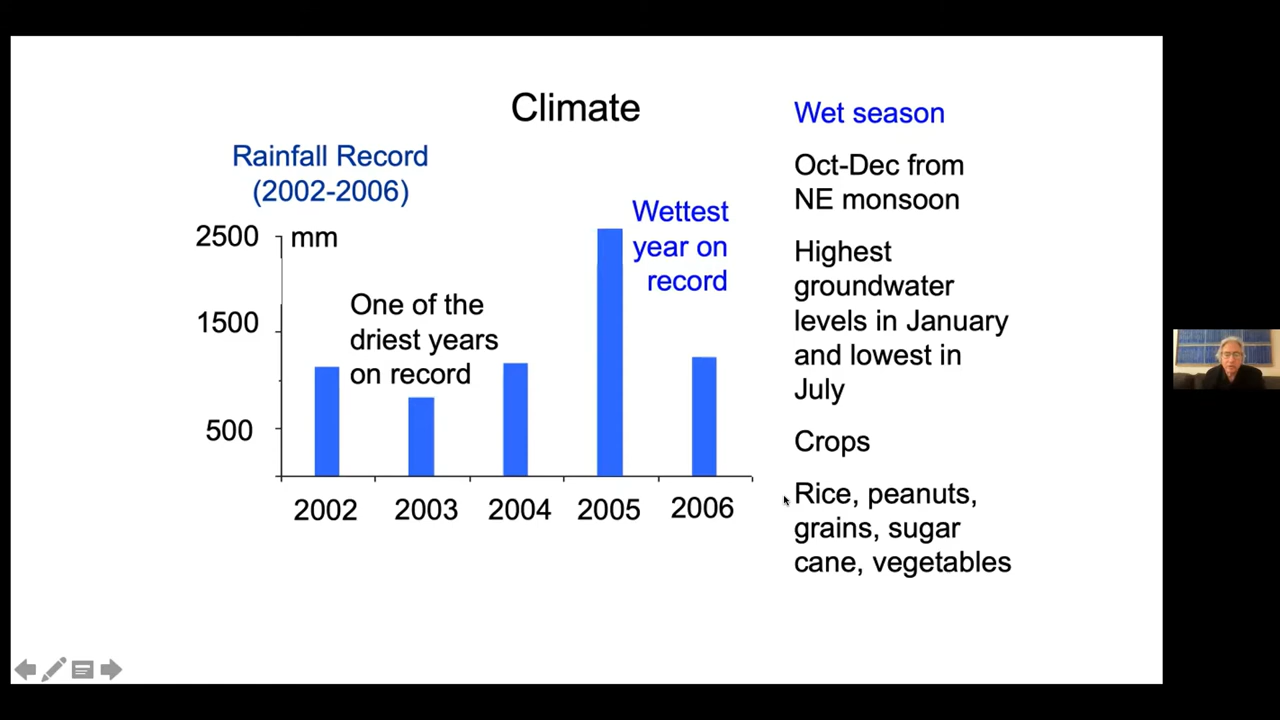 Climate
Rainfall Record
(2002-2006)
2500
mm
1500
500
One of the
driest years
on record
Wettest
year on
record
2002
2003
2004
2005
2006
Wet season
Oct-Dec from
NE monsoon
Highest
groundwater
levels in January
and lowest in
July
Crops
Rice, peanuts,
grains, sugar
cane, vegetables